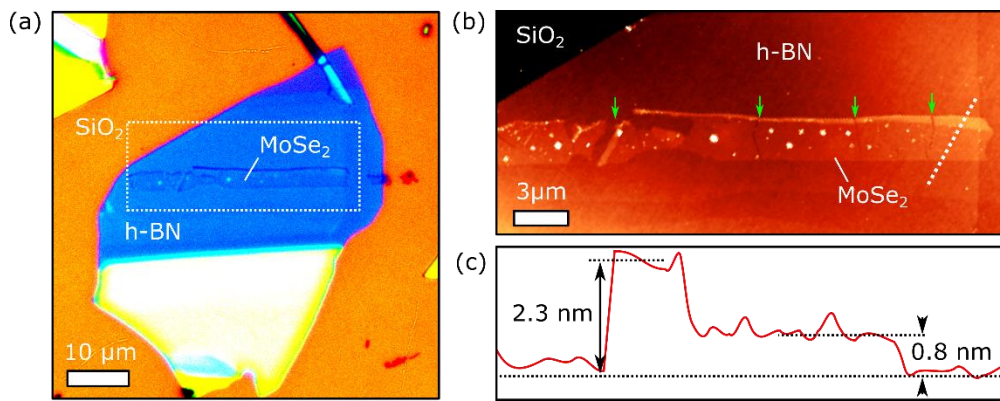 (a)
SiO₂
MoSe₂
h-BN
10 μm
(b)
SiO₂
h-BN
MoSe₂
3μm
(c)
2.3 nm
0.8 nm